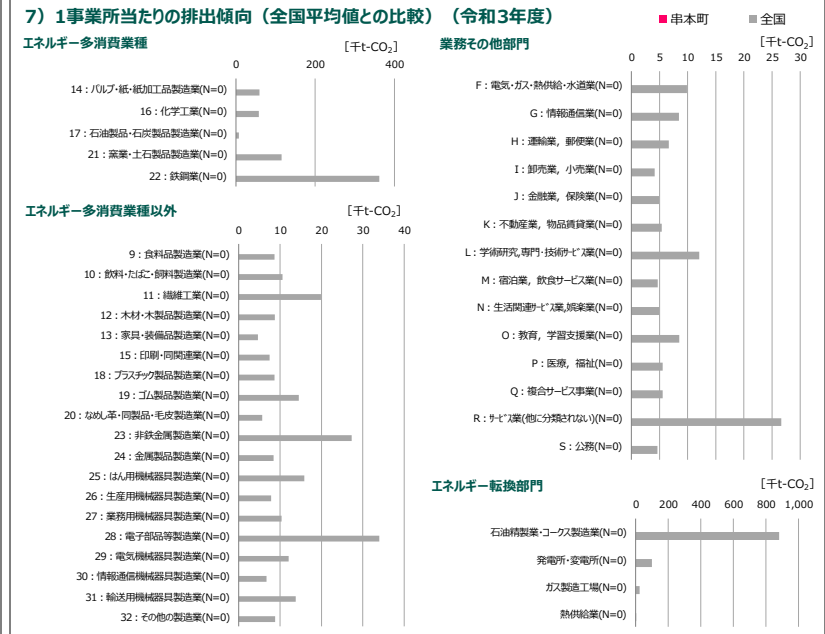 7）1事業所当たりの排出傾向（全国平均値との比較）（令和3年度）
■串本町 ■全国
エネルギー多消費業種
[千t-CO₂]
0 200 400
14：パルプ・紙・紙加工品製造業(N=0)
16：化学工業(N=0)
17：石油製品・石炭製品製造業(N=0)
21：窯業・土石製品製造業(N=0)
22：鉄鋼業(N=0)
エネルギー多消費業種以外
[千t-CO₂]
0 10 20 30 40
9：食料品製造業(N=0)
10：飲料・たばこ・飼料製造業(N=0)
11：繊維工業(N=0)
12：木材・木製品製造業(N=0)
13：家具・装備品製造業(N=0)
15：印刷・同関連業(N=0)
18：プラスチック製品製造業(N=0)
19：ゴム製品製造業(N=0)
20：なめし革・同製品・毛皮製造業(N=0)
23：非鉄金属製造業(N=0)
24：金属製品製造業(N=0)
25：はん用機械器具製造業(N=0)
26：生産用機械器具製造業(N=0)
27：業務用機械器具製造業(N=0)
28：電子部品等製造業(N=0)
29：電気機械器具製造業(N=0)
30：情報通信機械器具製造業(N=0)
31：輸送用機械器具製造業(N=0)
32：その他の製造業(N=0)
業務その他部門
[千t-CO₂]
0 5 10 15 20 25 30
F：電気・ガス・熱供給・水道業(N=0)
G：情報通信業(N=0)
H：運輸業，郵便業(N=0)
I：卸売業，小売業(N=0)
J：金融業，保険業(N=0)
K：不動産業，物品賃貸業(N=0)
L：学術研究,専門・技術ｻｰﾋﾞｽ業(N=0)
M：宿泊業，飲食サービス業(N=0)
N：生活関連ｻｰﾋﾞｽ業,娯楽業(N=0)
O：教育，学習支援業(N=0)
P：医療，福祉(N=0)
Q：複合サービス事業(N=0)
R：ｻｰﾋﾞｽ業(他に分類されない)(N=0)
S：公務(N=0)
エネルギー転換部門
[千t-CO₂]
0 200 400 600 800 1,000
石油精製業・コークス製造業(N=0)
発電所・変電所(N=0)
ガス製造工場(N=0)
熱供給業(N=0)